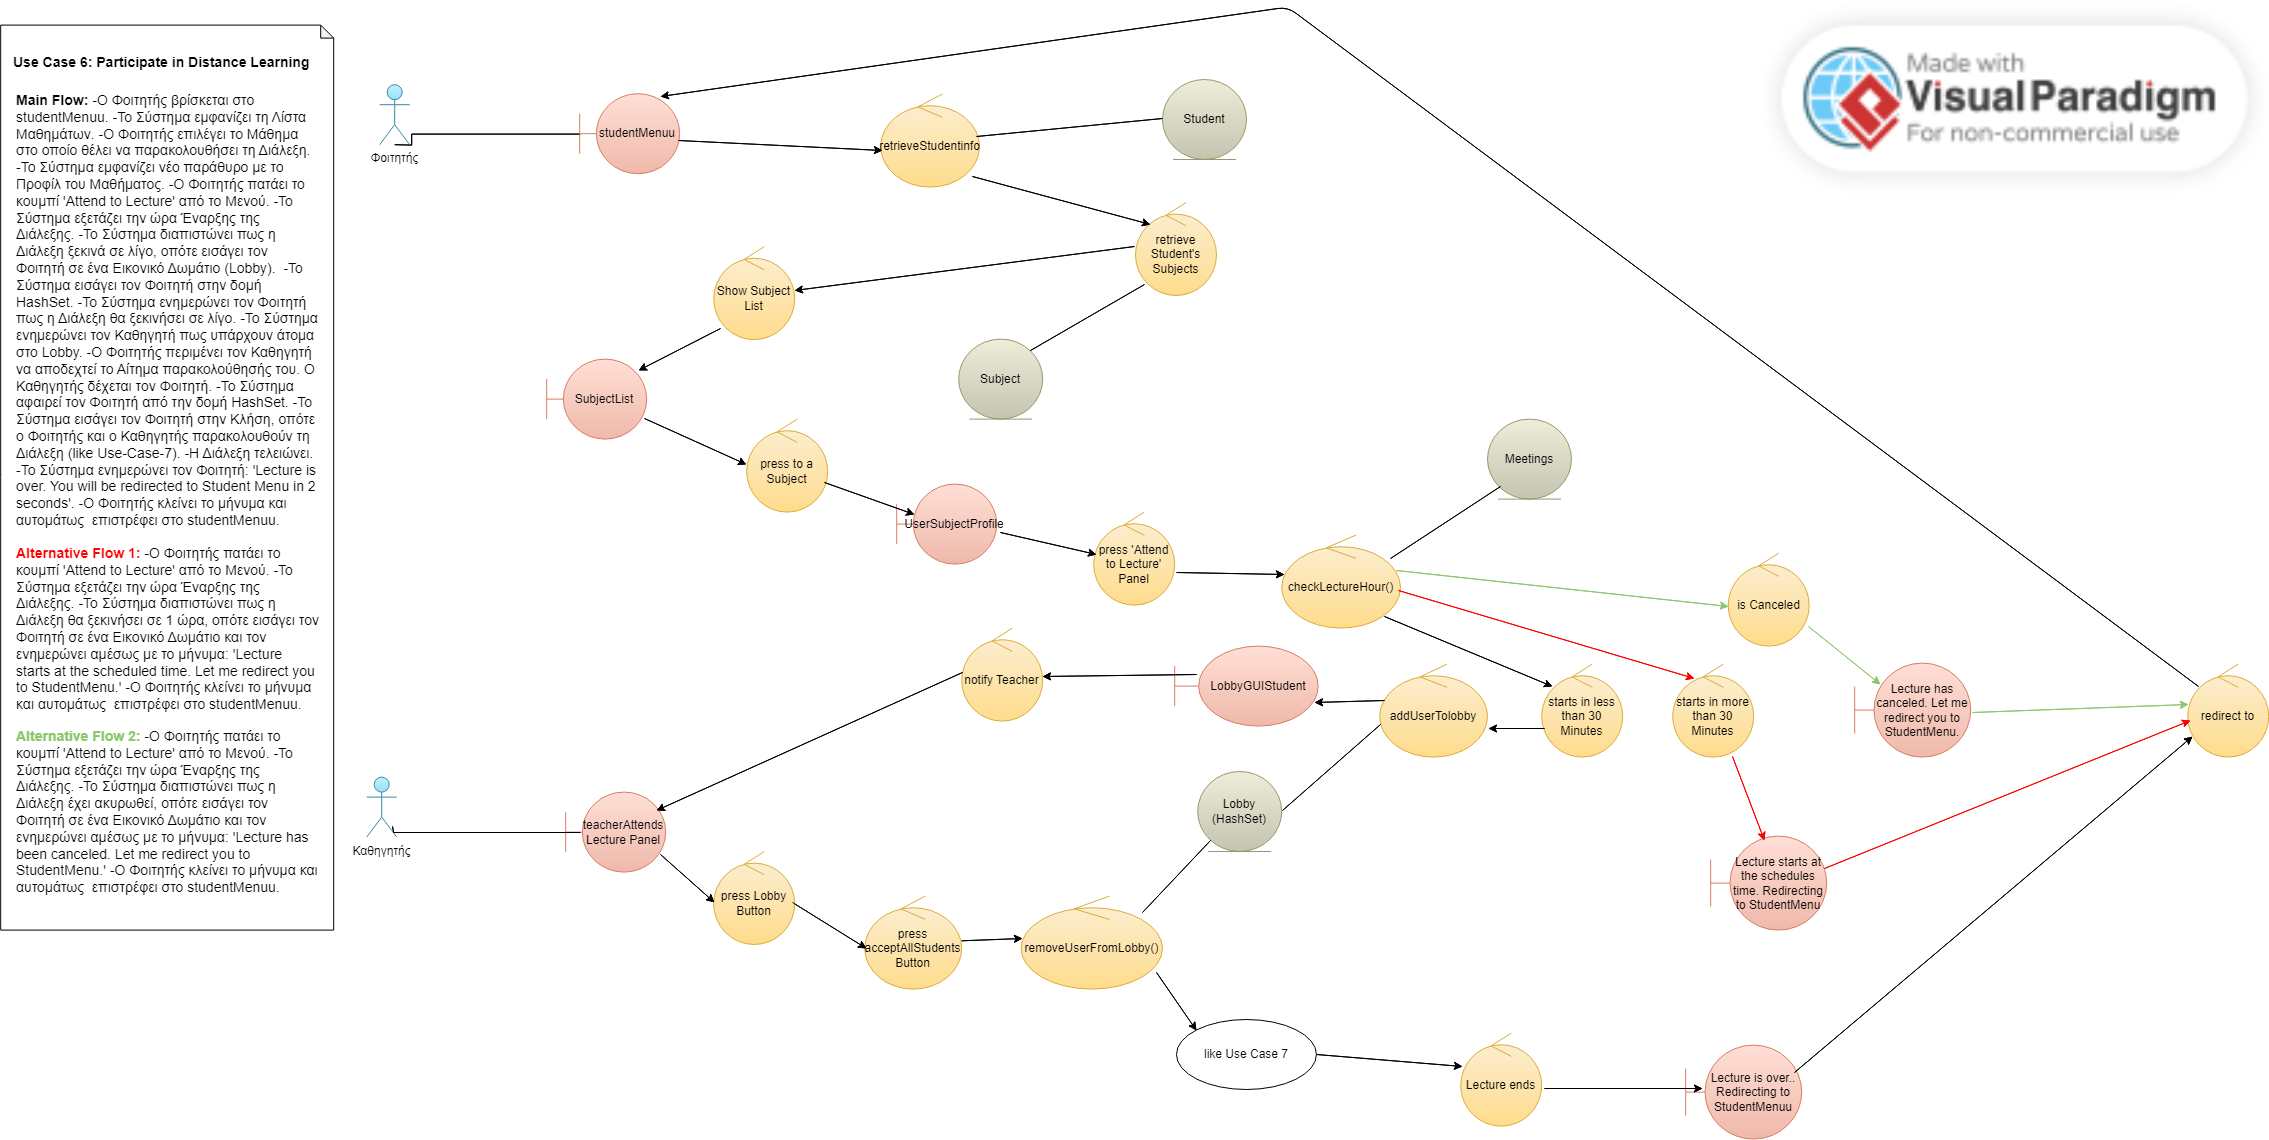 Use Case 6: Participate in Distance Learning
Main Flow: -Ο Φοιτητής βρίσκεται στο
studentMenuu. -Το Σύστημα εμφανίζει τη Λίστα
Μαθημάτων. -Ο Φοιτητής επιλέγει το Μάθημα
στο οποίο θέλει να παρακολουθήσει τη Διάλεξη.
-Το Σύστημα εμφανίζει νέο παράθυρο με το
Προφίλ του Μαθήματος. -Ο Φοιτητής πατάει το
κουμπί 'Attend to Lecture' από το Μενού. -Το
Σύστημα εξετάζει την ώρα Έναρξης της
Διάλεξης. -Το Σύστημα διαπιστώνει πως η
Διάλεξη ξεκινά σε λίγο, οπότε εισάγει τον
Φοιτητή σε ένα Εικονικό Δωμάτιο (Lobby).  -Το
Σύστημα εισάγει τον Φοιτητή στην δομή
HashSet. -Το Σύστημα ενημερώνει τον Φοιτητή
πως η Διάλεξη θα ξεκινήσει σε λίγο. -Το Σύστημα
ενημερώνει τον Καθηγητή πως υπάρχουν άτομα
στο Lobby. -Ο Φοιτητής περιμένει τον Καθηγητή
να αποδεχτεί το Αίτημα παρακολούθησής του. Ο
Καθηγητής δέχεται τον Φοιτητή. -Το Σύστημα
αφαιρεί τον Φοιτητή από την δομή HashSet. -Το
Σύστημα εισάγει τον Φοιτητή στην Κλήση, οπότε
ο Φοιτητής και ο Καθηγητής παρακολουθούν τη
Διάλεξη (like Use-Case-7). -Η Διάλεξη τελειώνει.
-Το Σύστημα ενημερώνει τον Φοιτητή: 'Lecture is
over. You will be redirected to Student Menu in 2
seconds'. -Ο Φοιτητής κλείνει το μήνυμα και
αυτομάτως  επιστρέφει στο studentMenuu.
Alternative Flow 1: -Ο Φοιτητής πατάει το
κουμπί 'Attend to Lecture' από το Μενού. -Το
Σύστημα εξετάζει την ώρα Έναρξης της
Διάλεξης. -Το Σύστημα διαπιστώνει πως η
Διάλεξη θα ξεκινήσει σε 1 ώρα, οπότε εισάγει τον
Φοιτητή σε ένα Εικονικό Δωμάτιο και τον
ενημερώνει αμέσως με το μήνυμα: 'Lecture
starts at the scheduled time. Let me redirect you
to StudentMenu.' -Ο Φοιτητής κλείνει το μήνυμα
και αυτομάτως  επιστρέφει στο studentMenuu.
Alternative Flow 2: -Ο Φοιτητής πατάει το
κουμπί 'Attend to Lecture' από το Μενού. -Το
Σύστημα εξετάζει την ώρα Έναρξης της
Διάλεξης. -Το Σύστημα διαπιστώνει πως η
Διάλεξη έχει ακυρωθεί, οπότε εισάγει τον
Φοιτητή σε ένα Εικονικό Δωμάτιο και τον
ενημερώνει αμέσως με το μήνυμα: 'Lecture has
been canceled. Let me redirect you to
StudentMenu.' -Ο Φοιτητής κλείνει το μήνυμα και
αυτομάτως  επιστρέφει στο studentMenuu.
Φοιτητής
studentMenuu
retrieveStudentinfo
Student
Made with
Visual Paradigm
For non-commercial use
retrieve
Student's
Subjects
Show Subject
List
Subject
SubjectList
press to a
Subject
UserSubjectProfile
press 'Attend
to Lecture'
Panel
Meetings
checkLectureHour()
is Canceled
notify Teacher
LobbyGUIStudent
addUserTolobby
starts in less
than 30
Minutes
starts in more
than 30
Minutes
Lecture has
canceled. Let me
redirect you to
StudentMenu.
redirect to
Καθηγητής
teacherAttends
Lecture Panel
Lobby
(HashSet)
Lecture starts at
the schedules
time. Redirecting
to StudentMenu
press Lobby
Button
press
acceptAllStudents
Button
removeUserFromLobby()
like Use Case 7
Lecture ends
Lecture is over..
Redirecting to
StudentMenuu